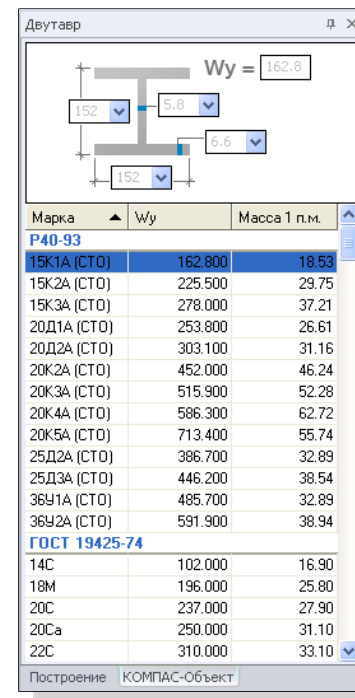 Двутавр
Wy = 162.8
152 5.8
6.6
152
Марка Wy Масса 1 п.м.
Р40-93
15К1А (СТО) 162.800 18.53
15К2А (СТО) 225.500 29.75
15К3А (СТО) 278.000 37.21
20Д1А (СТО) 253.800 26.61
20Д2А (СТО) 303.100 31.16
20К2А (СТО) 452.000 46.24
20К3А (СТО) 515.900 52.28
20К4А (СТО) 586.300 62.72
20К5А (СТО) 713.400 55.74
25Д2А (СТО) 386.700 32.89
25Д3А (СТО) 446.200 38.54
36У1А (СТО) 485.700 32.89
36У2А (СТО) 591.900 38.94
ГОСТ 19425-74
14С 102.000 16.90
18М 196.000 25.80
20С 237.000 27.90
20Са 250.000 31.10
22С 310.000 33.10
Построение КОМПАС-Объект